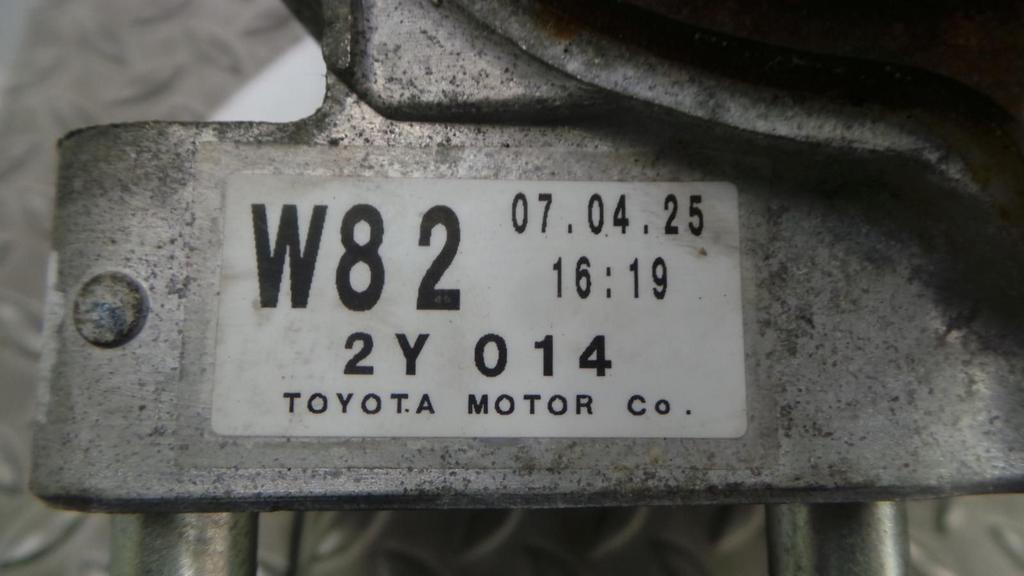 W82 07.04.25
16:19
2Y 014
TOYOTA MOTOR Co.